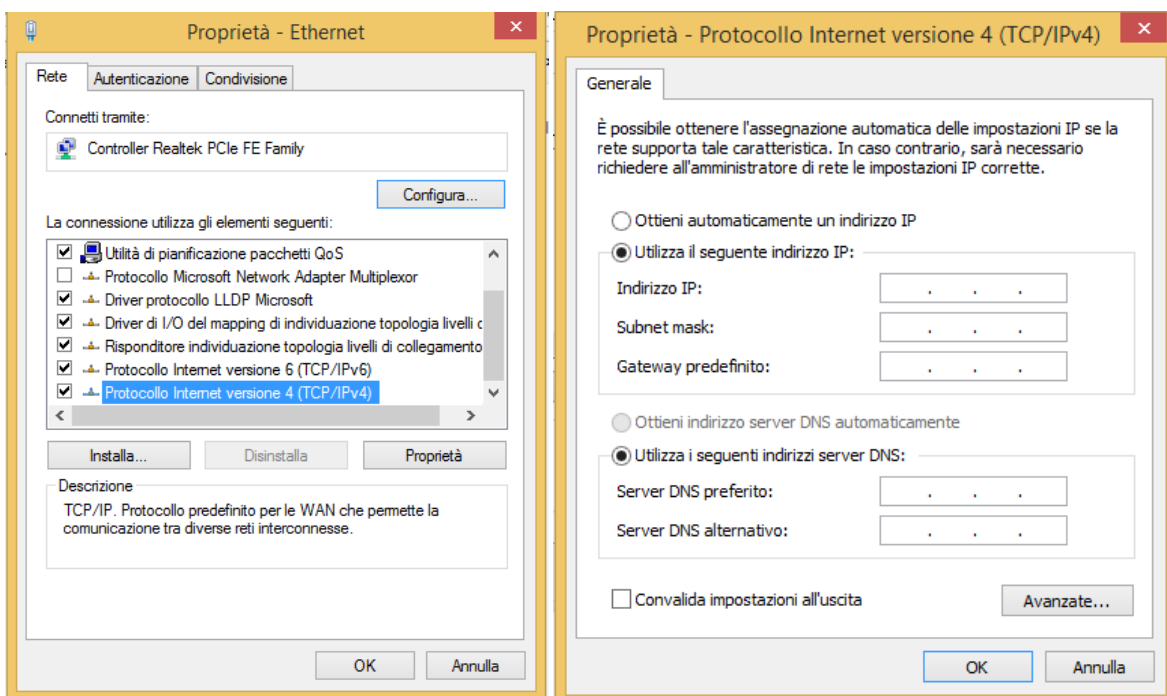 Proprietà - Ethernet
Rete
Autenticazione
Condivisione
Connetti tramite:
Controller Realtek PCIe FE Family
Configura...
La connessione utilizza gli elementi seguenti:
Utilità di pianificazione pacchetti QoS
Protocollo Microsoft Network Adapter Multiplexor
Driver protocollo LLDP Microsoft
Driver di I/O del mapping di individuazione topologia livelli c
Risponditore individuazione topologia livelli di collegamento
Protocollo Internet versione 6 (TCP/IPv6)
Protocollo Internet versione 4 (TCP/IPv4)
Installa...
Disinstalla
Proprietà
Descrizione
TCP/IP. Protocollo predefinito per le WAN che permette la
comunicazione tra diverse reti interconnesse.
OK
Annulla
Proprietà - Protocollo Internet versione 4 (TCP/IPv4)
Generale
È possibile ottenere l'assegnazione automatica delle impostazioni IP se la
rete supporta tale caratteristica. In caso contrario, sarà necessario
richiedere all'amministratore di rete le impostazioni IP corrette.
Ottieni automaticamente un indirizzo IP
Utilizza il seguente indirizzo IP:
Indirizzo IP:
Subnet mask:
Gateway predefinito:
Ottieni indirizzo server DNS automaticamente
Utilizza i seguenti indirizzi server DNS:
Server DNS preferito:
Server DNS alternativo:
Convalida impostazioni all'uscita
Avanzate...
OK
Annulla